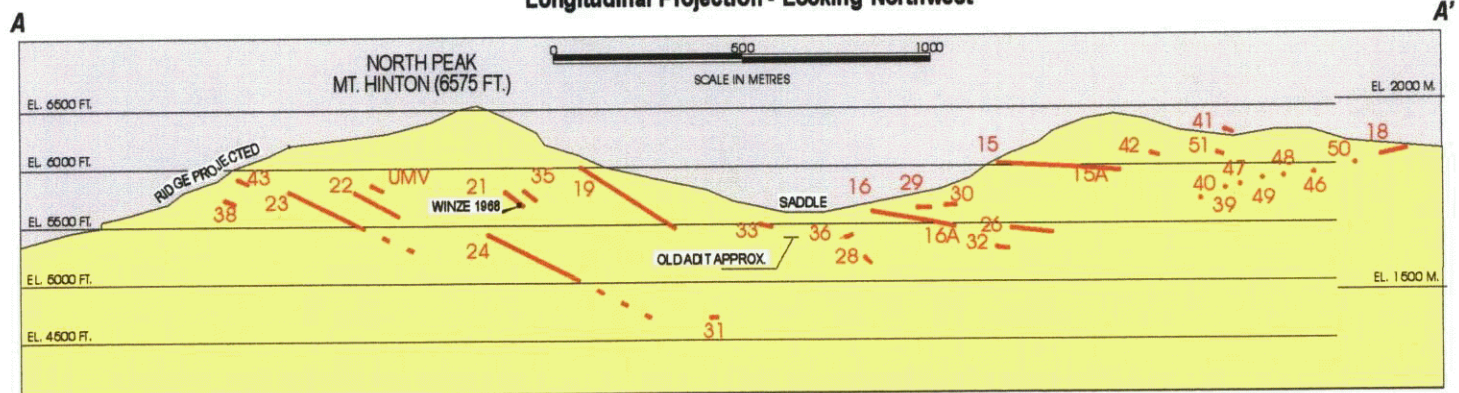 Longitudinal Projection - Looking Northwest
A
A'
NORTH PEAK
MT. HINTON (6575 FT.)
0 500 1000
SCALE IN METRES
EL. 6500 FT.
EL 2000 M.
EL. 6000 FT.
RIDGE PROJECTED
43
38
23
22
UMV
21
35
19
WINZE 1968
24
31
33
SADDLE
OLD ADIT APPROX.
36
28
16
29
30
16A
15
15A
26
32
42
41
51
47
48
50
18
40
39
49
46
EL. 5500 FT.
EL. 5000 FT.
EL. 1500 M.
EL. 4500 FT.